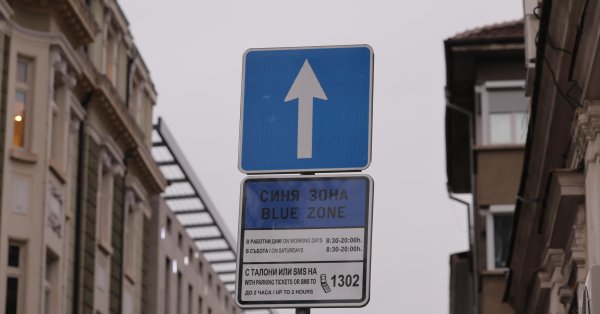 СИНЯ ЗОНА
BLUE ZONE
В РАБОТНИ ДНИ / ON WORKING DAYS 8:30-20:00h.
В СЪБОТА / ON SATURDAYS 8:30-20:00h.
С ТАЛОНИ ИЛИ SMS НА
WITH PARKING TICKETS OR SMS TO 1302
ДО 2 ЧАСА / UP TO 2 HOURS